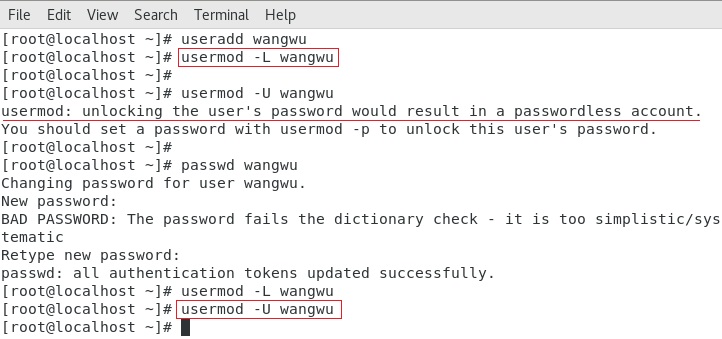 File Edit View Search Terminal Help
[root@localhost ~]# useradd wangwu
[root@localhost ~]# usermod -L wangwu
[root@localhost ~]#
[root@localhost ~]# usermod -U wangwu
usermod: unlocking the user's password would result in a passwordless account.
You should set a password with usermod -p to unlock this user's password.
[root@localhost ~]#
[root@localhost ~]# passwd wangwu
Changing password for user wangwu.
New password:
BAD PASSWORD: The password fails the dictionary check - it is too simplistic/sys
tematic
Retype new password:
passwd: all authentication tokens updated successfully.
[root@localhost ~]# usermod -L wangwu
[root@localhost ~]# usermod -U wangwu
[root@localhost ~]#